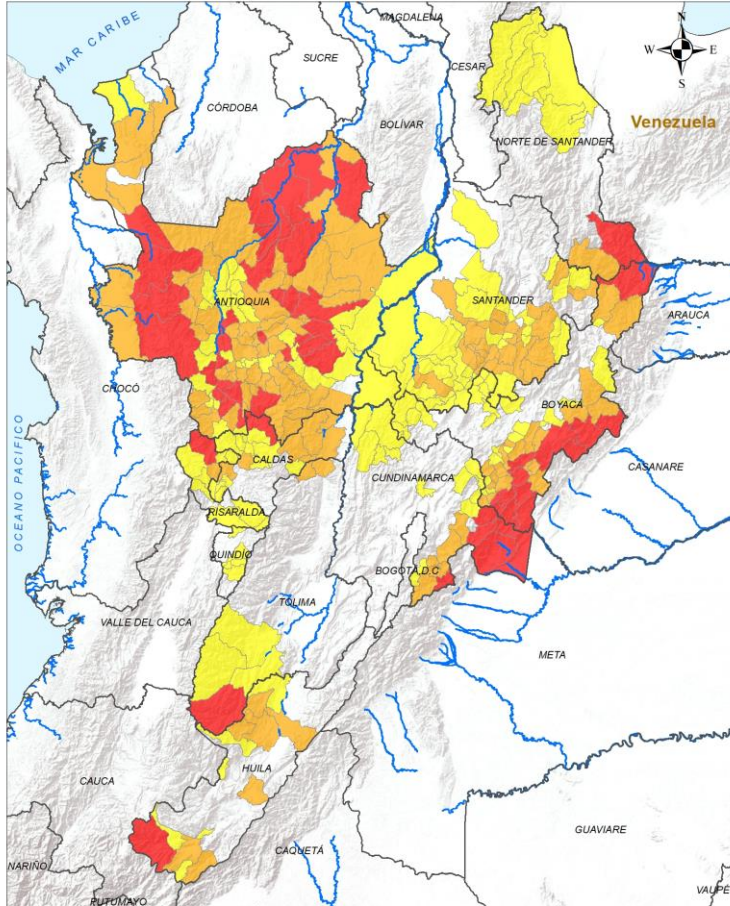 MAGDALENA
MAR CARIBE
N
W E
S
SUCRE
CESAR
CÓRDOBA
BOLÍVAR
Venezuela
NORTE DE SANTANDER
ANTIOQUIA
SANTANDER
ARAUCA
CHOCÓ
BOYACÁ
CALDAS
CUNDINAMARCA
CASANARE
OCEANO PACIFICO
RISARALDA
QUINDÍO
BOGOTÁ, D.C
TOLIMA
VALLE DEL CAUCA
META
HUILA
CAUCA
GUAVIARE
NARIÑO
CAQUETÁ
PUTUMAYO
VAUPÉ